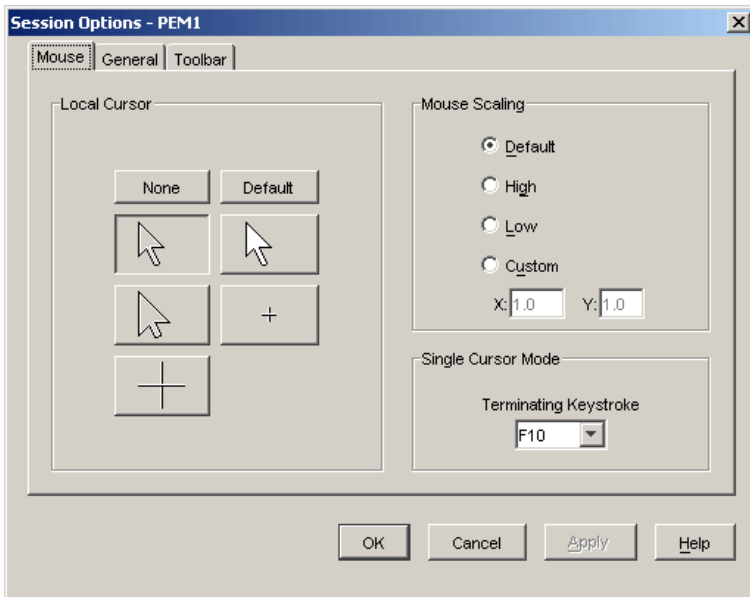 Session Options - PEM1
Mouse General Toolbar
Local Cursor
None Default
Mouse Scaling
Default
High
Low
Custom
X: 1.0 Y: 1.0
Single Cursor Mode
Terminating Keystroke
F10
OK Cancel Apply Help